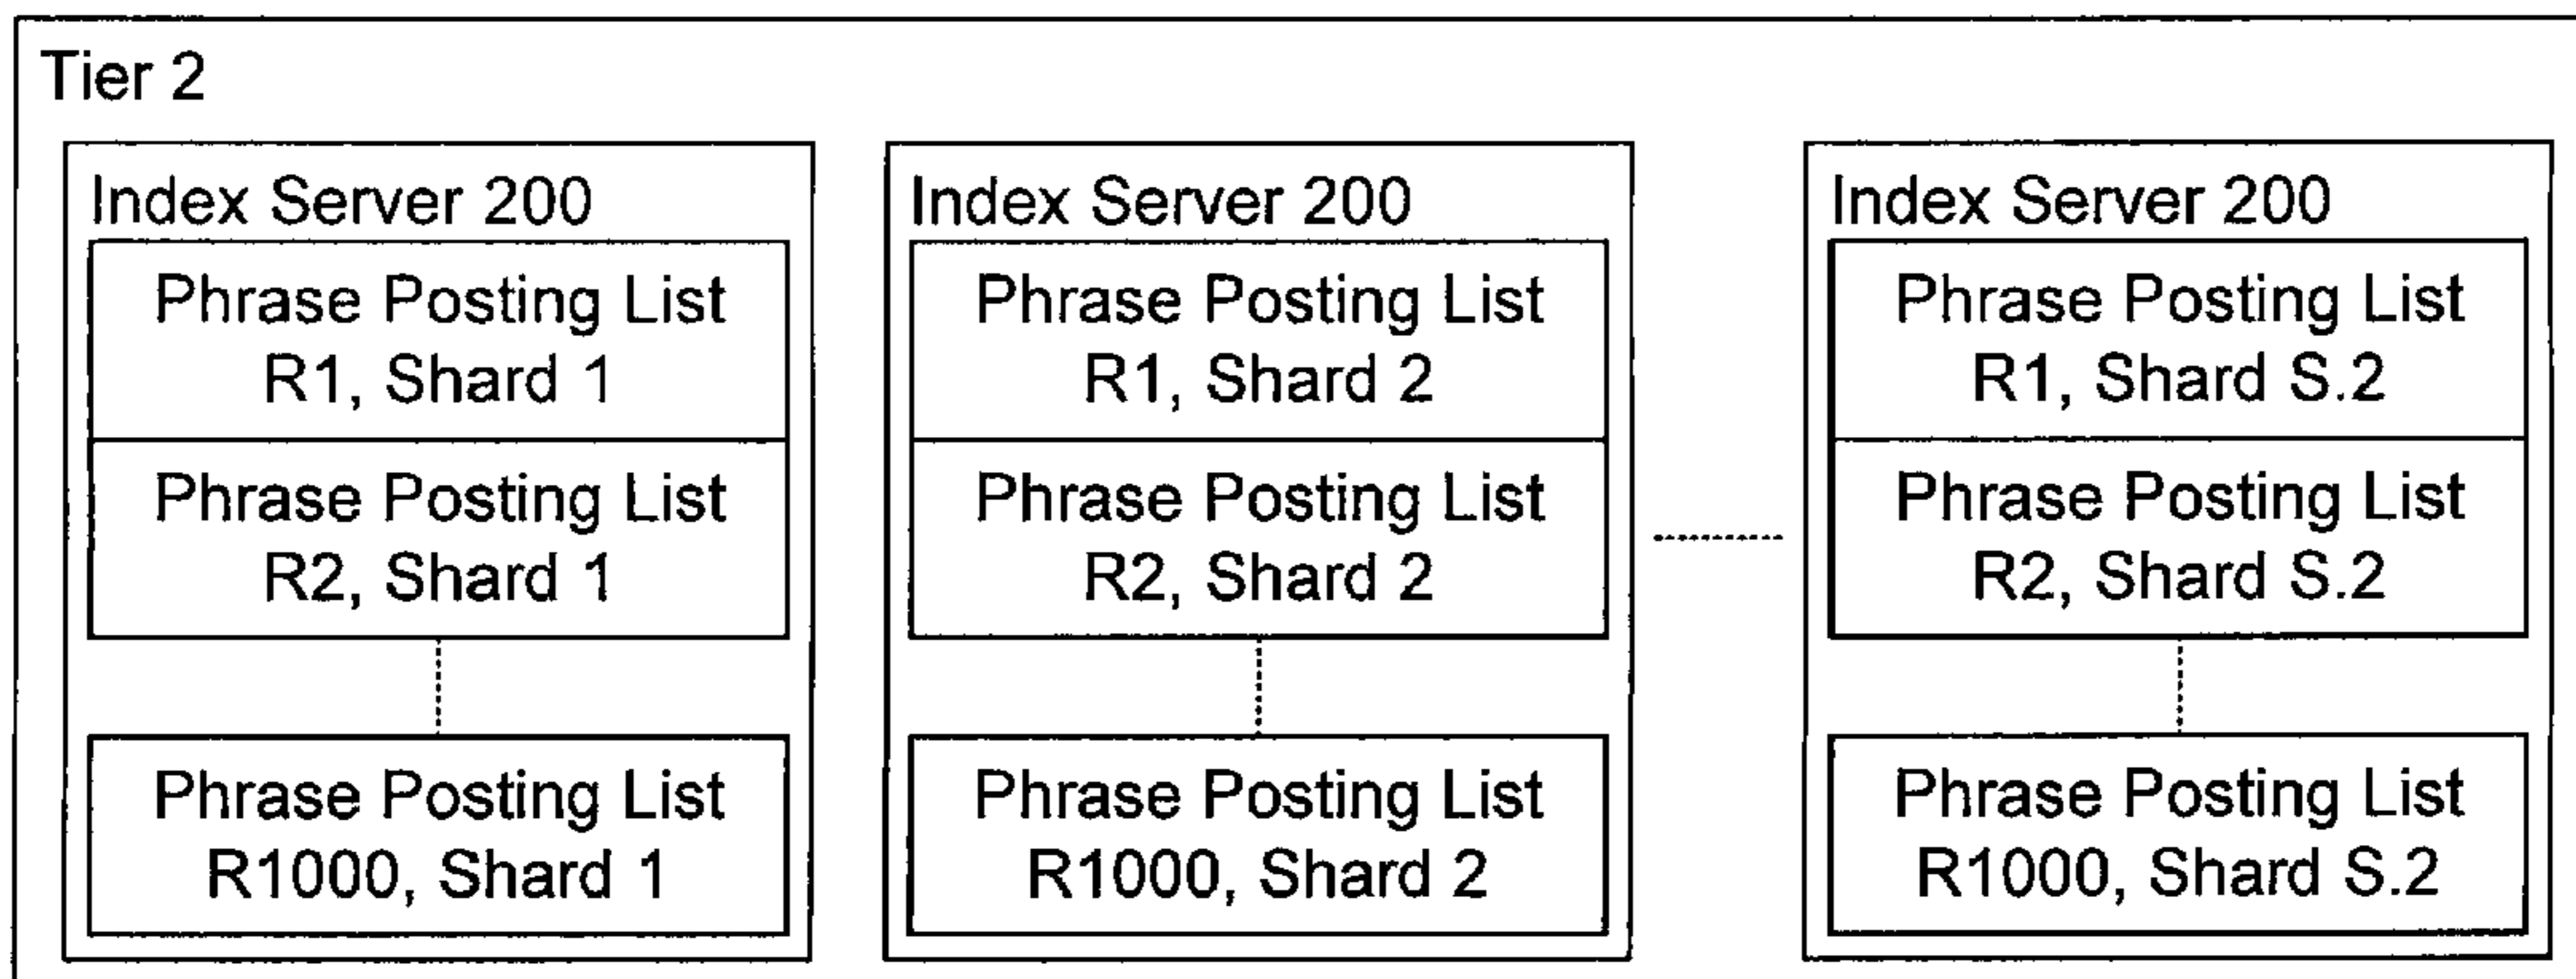 Tier 2
Index Server 200
Phrase Posting List
R1, Shard 1
Phrase Posting List
R2, Shard 1
Phrase Posting List
R1000, Shard 1
Index Server 200
Phrase Posting List
R1, Shard 2
Phrase Posting List
R2, Shard 2
Phrase Posting List
R1000, Shard 2
Index Server 200
Phrase Posting List
R1, Shard S.2
Phrase Posting List
R2, Shard S.2
Phrase Posting List
R1000, Shard S.2